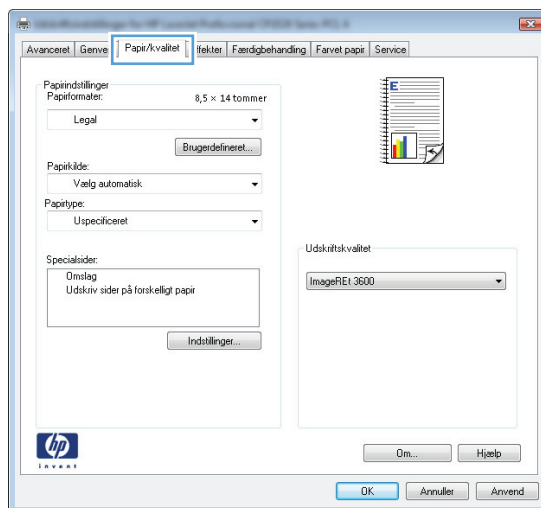 Avanceret Genve Papir/kvalitet ffekter Færdigbehandling Farvet papir Service
Papirindstillinger
Papirformater: 8,5 × 14 tommer
Legal
Brugerdefineret...
Papirkilde:
Vælg automatisk
Papirtype:
Uspecificeret
Specialsider:
Omslag
Udskriv sider på forskelligt papir
Indstillinger...
E
Udskriftskvalitet
ImageREt 3600
hp
invent
Om... Hjælp
OK Annuller Anvend